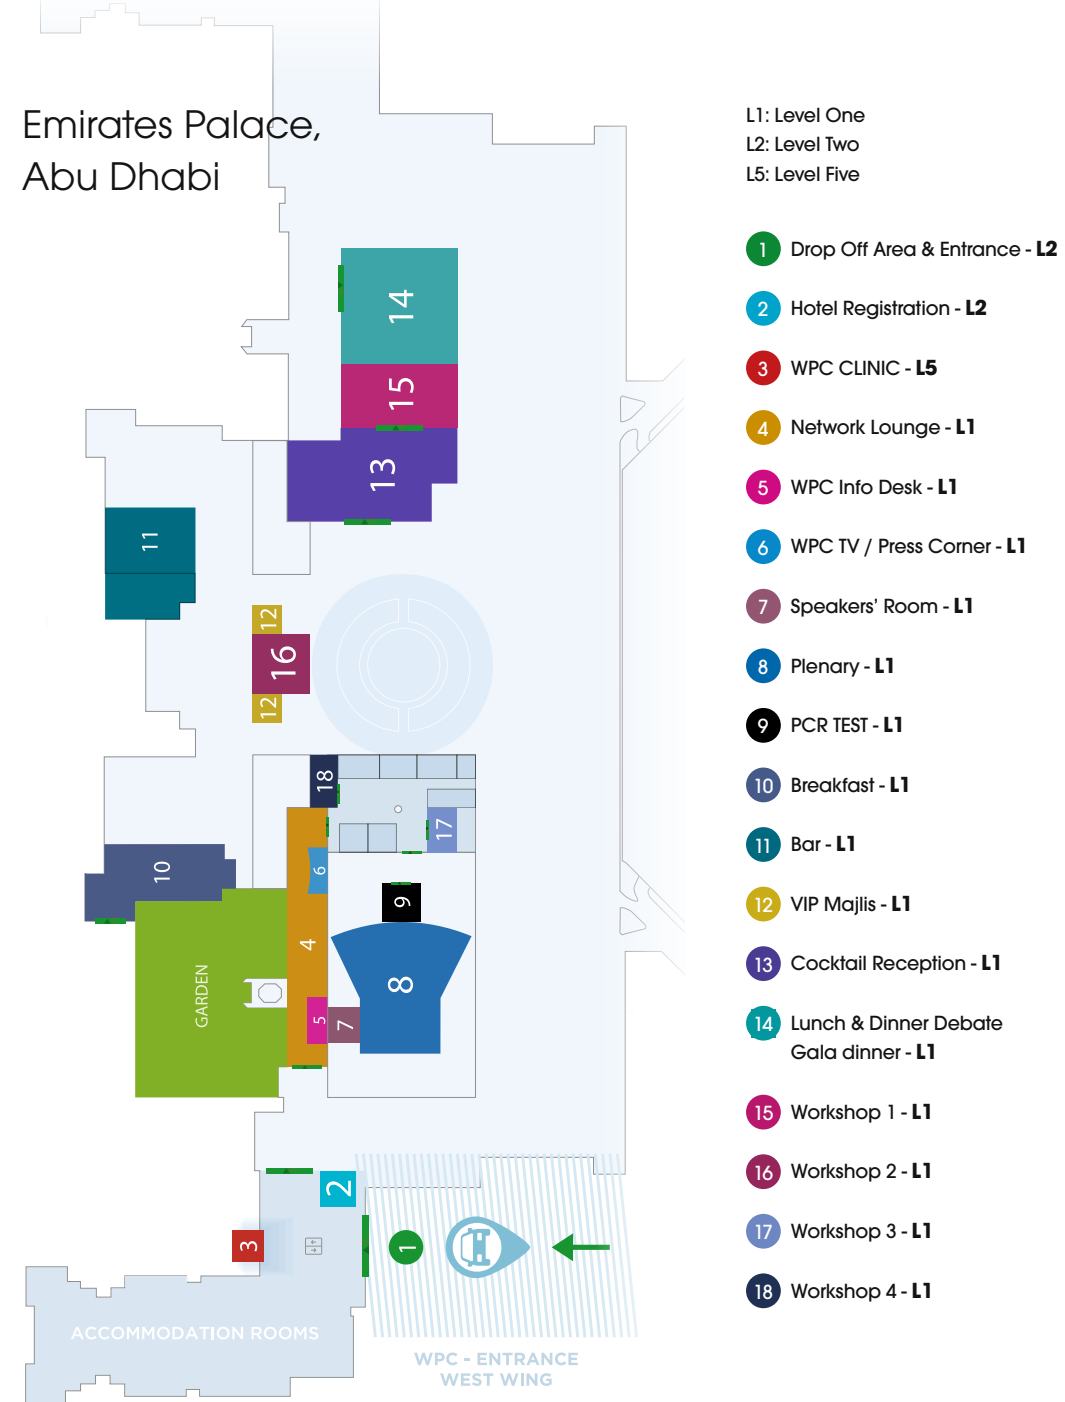 Emirates Palace,
Abu Dhabi
L1: Level One
L2: Level Two
L5: Level Five
1 Drop Off Area & Entrance - L2
2 Hotel Registration - L2
3 WPC CLINIC - L5
4 Network Lounge - L1
5 WPC Info Desk - L1
6 WPC TV / Press Corner - L1
7 Speakers' Room - L1
8 Plenary - L1
9 PCR TEST - L1
10 Breakfast - L1
11 Bar - L1
12 VIP Majlis - L1
13 Cocktail Reception - L1
14 Lunch & Dinner Debate
Gala dinner - L1
15 Workshop 1 - L1
16 Workshop 2 - L1
17 Workshop 3 - L1
18 Workshop 4 - L1
14
15
13
11
12
16
12
18
17
10
6
9
4
GARDEN
8
5
7
2
3
1
ACCOMMODATION ROOMS
WPC - ENTRANCE
WEST WING